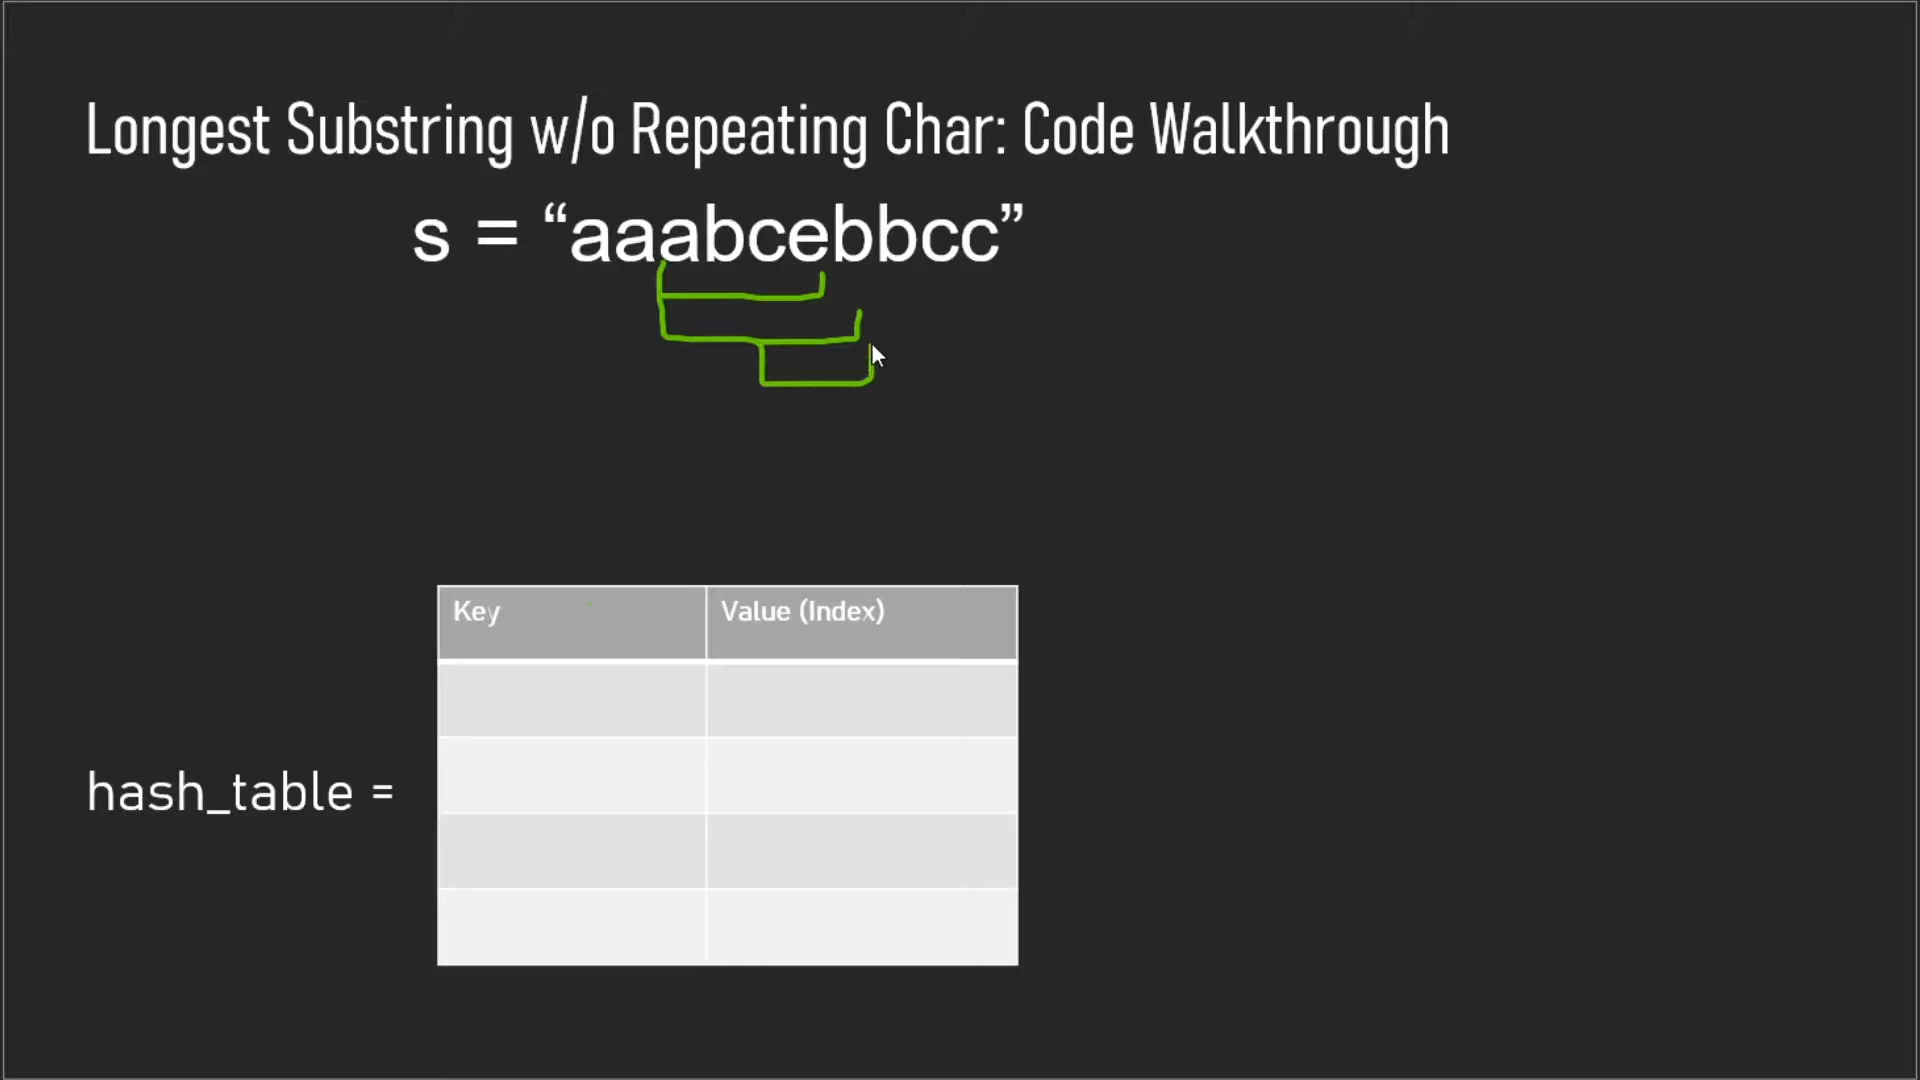 Longest Substring w/o Repeating Char: Code Walkthrough
s = “aaabcebbcc”
Key Value (Index)
hash_table =